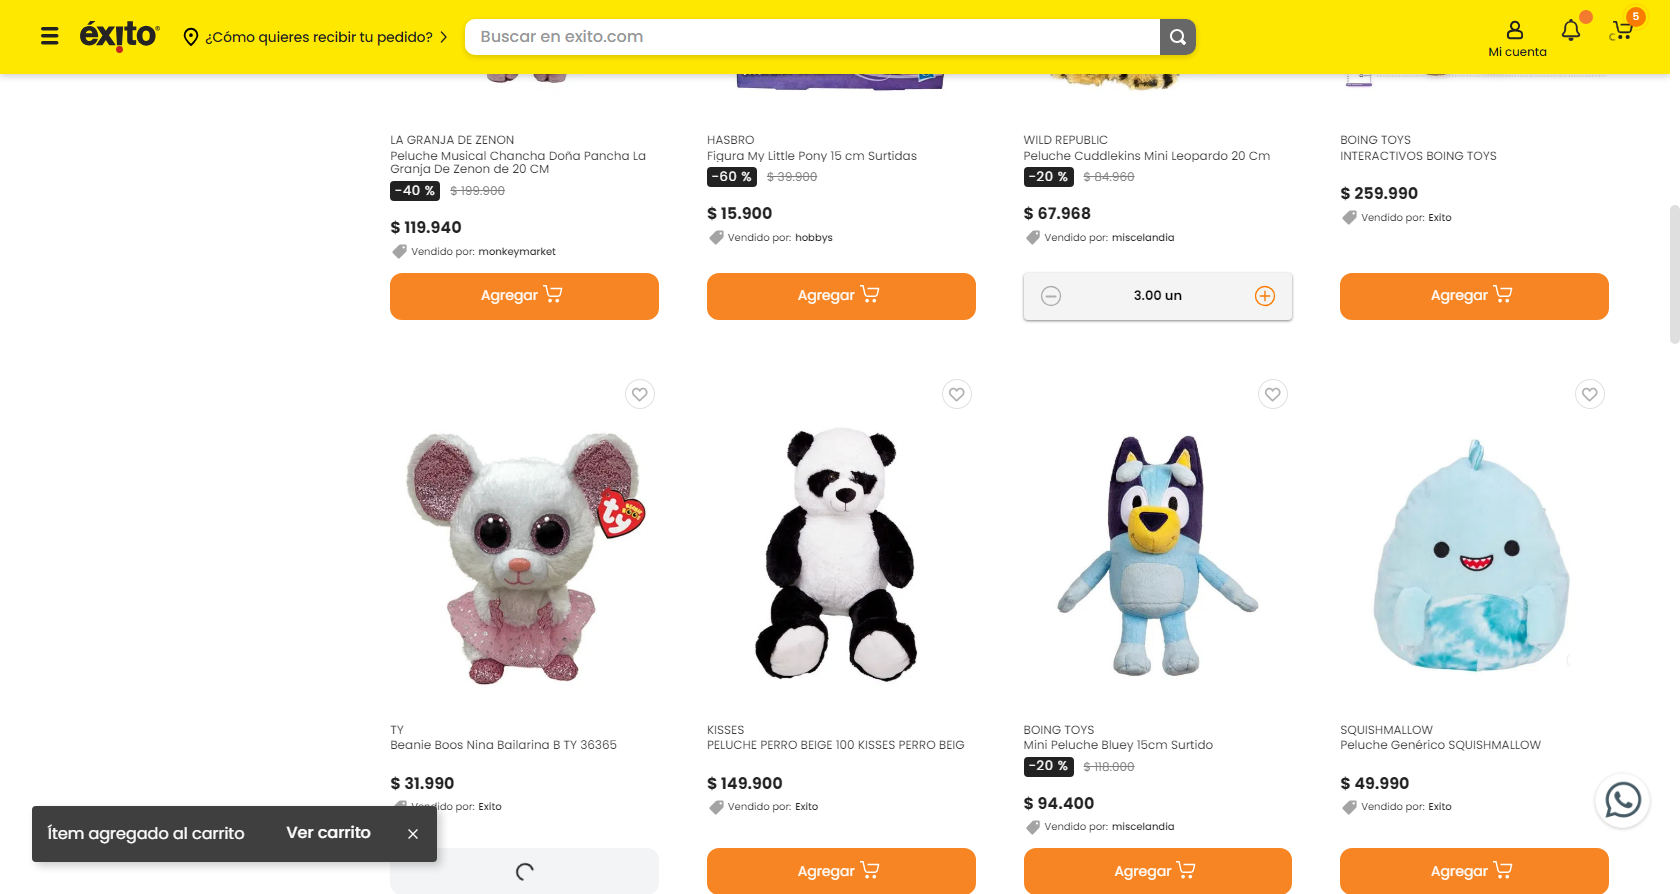 éxito
¿Cómo quieres recibir tu pedido?
Buscar en exito.com
Mi cuenta
5
c
LA GRANJA DE ZENON
Peluche Musical Chancha Doña Pancha La
Granja De Zenon de 20 CM
-40 % $ 199.900
$ 119.940
Vendido por: monkeymarket
Agregar
HASBRO
Figura My Little Pony 15 cm Surtidas
-60 % $ 39.900
$ 15.900
Vendido por: hobbys
Agregar
WILD REPUBLIC
Peluche Cuddlekins Mini Leopardo 20 Cm
-20 % $ 84.960
$ 67.968
Vendido por: miscelandia
3.00 un
BOING TOYS
INTERACTIVOS BOING TOYS
$ 259.990
Vendido por: Exito
Agregar
ty
TY
Beanie Boos Nina Bailarina B TY 36365
$ 31.990
Vendido por: Exito
KISSES
PELUCHE PERRO BEIGE 100 KISSES PERRO BEIG
$ 149.900
Vendido por: Exito
Agregar
BOING TOYS
Mini Peluche Bluey 15cm Surtido
-20 % $ 118.000
$ 94.400
Vendido por: miscelandia
Agregar
SQUISHMALLOW
Peluche Genérico SQUISHMALLOW
$ 49.990
Vendido por: Exito
Agregar
Ítem agregado al carrito Ver carrito